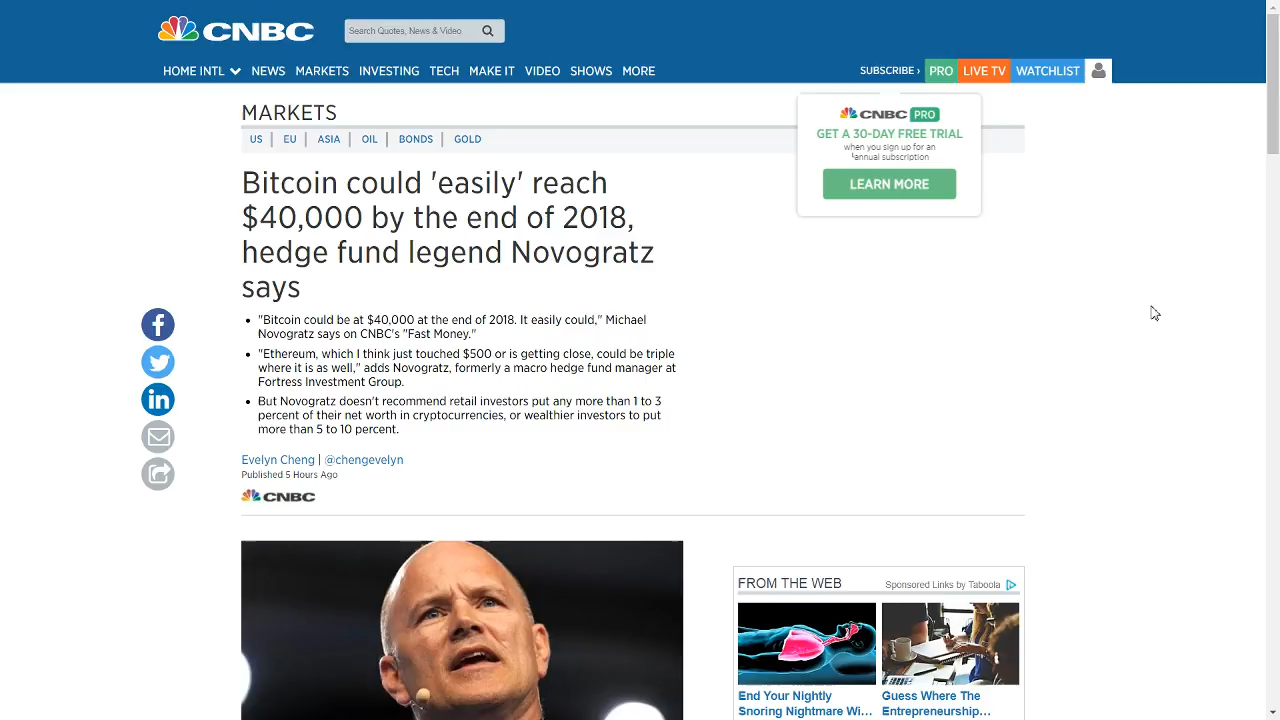 CNBC
Search Quotes, News & Video
HOME INTL NEWS MARKETS INVESTING TECH MAKE IT VIDEO SHOWS MORE
SUBSCRIBE › PRO LIVE TV WATCHLIST
MARKETS
US EU ASIA OIL BONDS GOLD
CNBC PRO
GET A 30-DAY FREE TRIAL
when you sign up for an
annual subscription
LEARN MORE
Bitcoin could 'easily' reach
$40,000 by the end of 2018,
hedge fund legend Novogratz
says
f
in
• "Bitcoin could be at $40,000 at the end of 2018. It easily could," Michael
Novogratz says on CNBC's "Fast Money."
• "Ethereum, which I think just touched $500 or is getting close, could be triple
where it is as well," adds Novogratz, formerly a macro hedge fund manager at
Fortress Investment Group.
• But Novogratz doesn't recommend retail investors put any more than 1 to 3
percent of their net worth in cryptocurrencies, or wealthier investors to put
more than 5 to 10 percent.
Evelyn Cheng | @chengevelyn
Published 5 Hours Ago
CNBC
FROM THE WEB
Sponsored Links by Taboola
End Your Nightly
Snoring Nightmare Wi...
Guess Where The
Entrepreneurship...